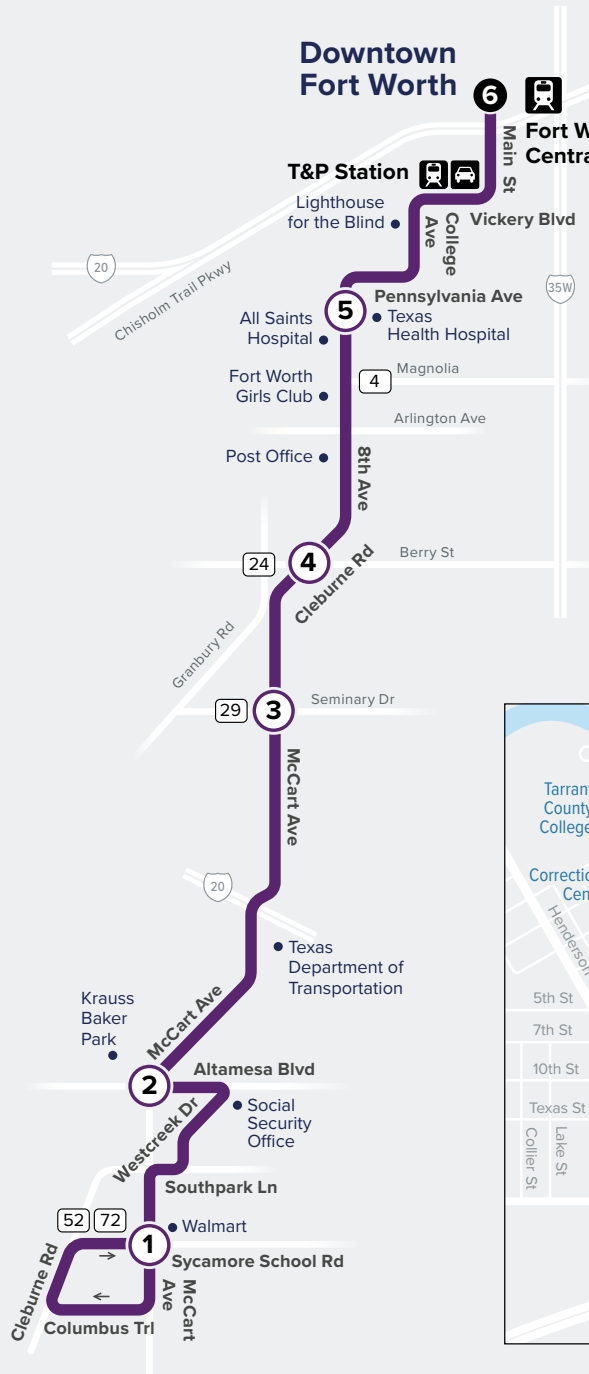 Downtown
Fort Worth
6
Fort W
Centra
Main St
T&P Station
Lighthouse
for the Blind
College
Ave
Vickery Blvd
20
Chisholm Trail Pkwy
35W
Pennsylvania Ave
5
Texas
Health Hospital
All Saints
Hospital
Magnolia
4
Fort Worth
Girls Club
Arlington Ave
Post Office
8th Ave
Berry St
24
4
Cleburne Rd
Granbury Rd
Seminary Dr
29
3
McCart Ave
20
Texas
Department of
Transportation
Krauss
Baker
Park
McCart Ave
Altamesa Blvd
2
Westcreek Dr
Social
Security
Office
Southpark Ln
52
72
Walmart
1
Sycamore School Rd
Cleburne Rd
McCart
Ave
Columbus Trl
Tarran
County
College
Correctio
Cen
Henderson
5th St
7th St
10th St
Texas St
Collier St
Lake St